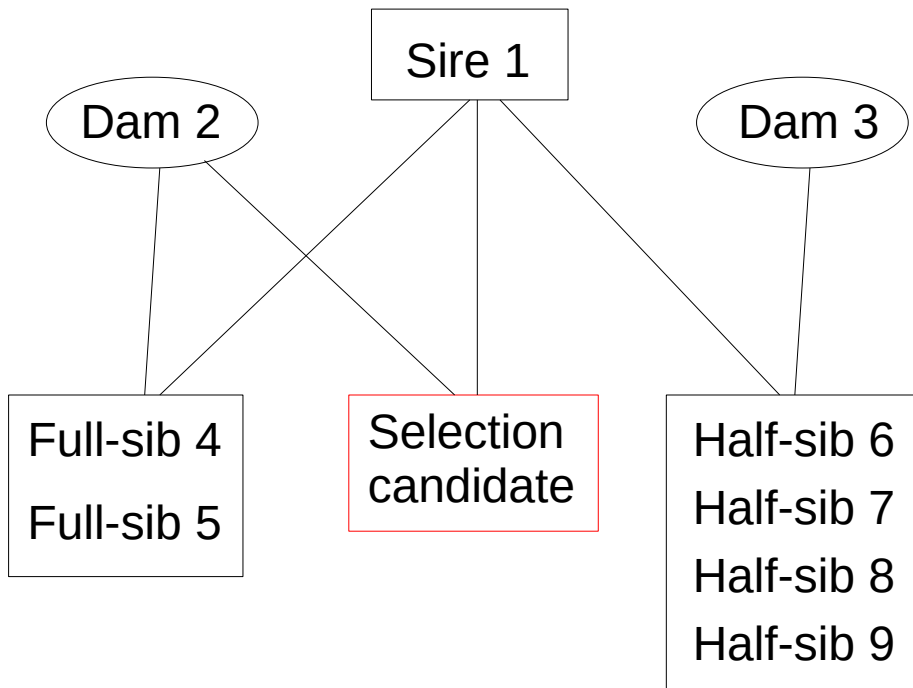 Sire 1
Dam 2
Dam 3
Full-sib 4
Full-sib 5
Selection
candidate
Half-sib 6
Half-sib 7
Half-sib 8
Half-sib 9